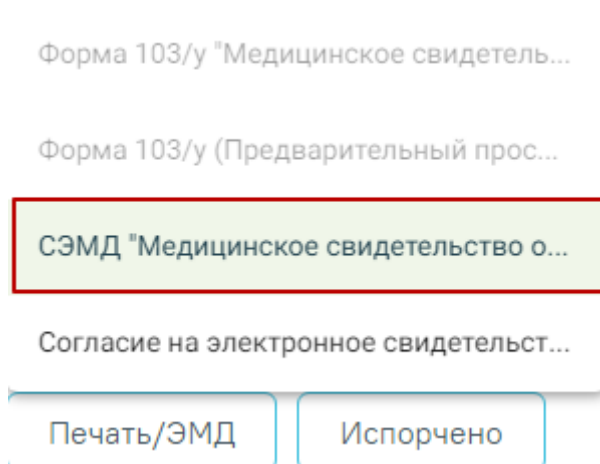 Форма 103/у "Медицинское свидетель...
Форма 103/у (Предварительный прос...
СЭМД "Медицинское свидетельство о...
Согласие на электронное свидетельст...
Печать/ЭМД
Испорчено